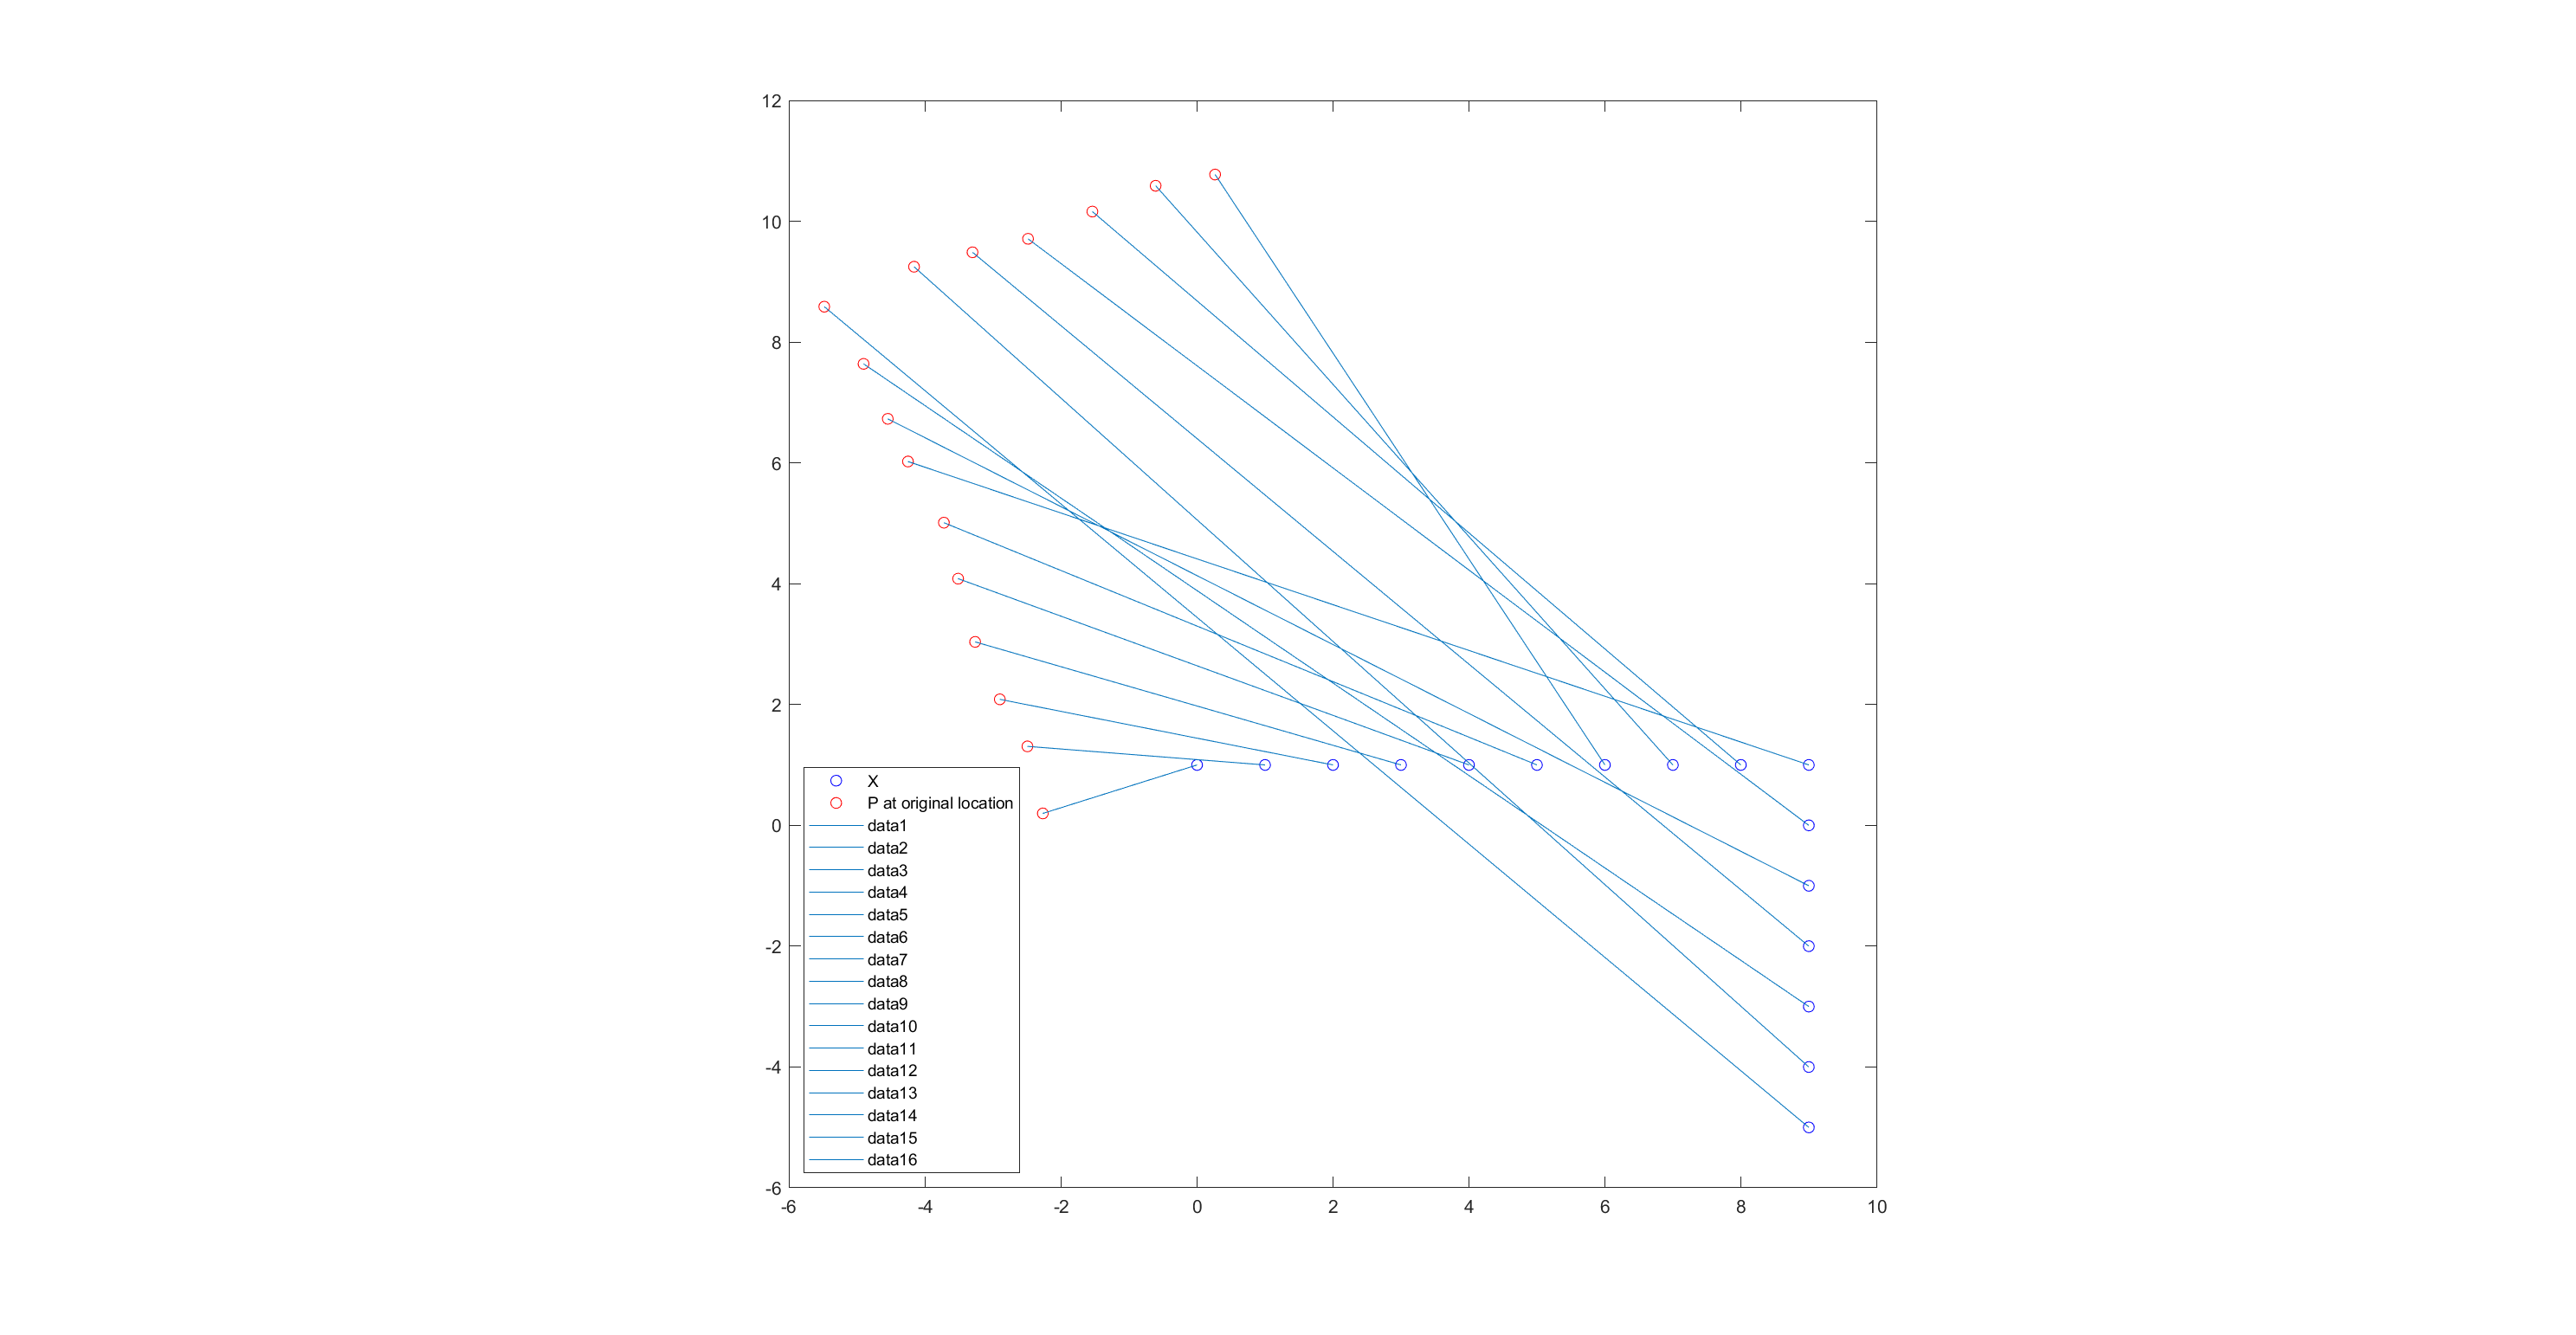 12
10
8
6
4
2
0
-2
-4
-6
-6 -4 -2 0 2 4 6 8 10
X
P at original location
data1
data2
data3
data4
data5
data6
data7
data8
data9
data10
data11
data12
data13
data14
data15
data16